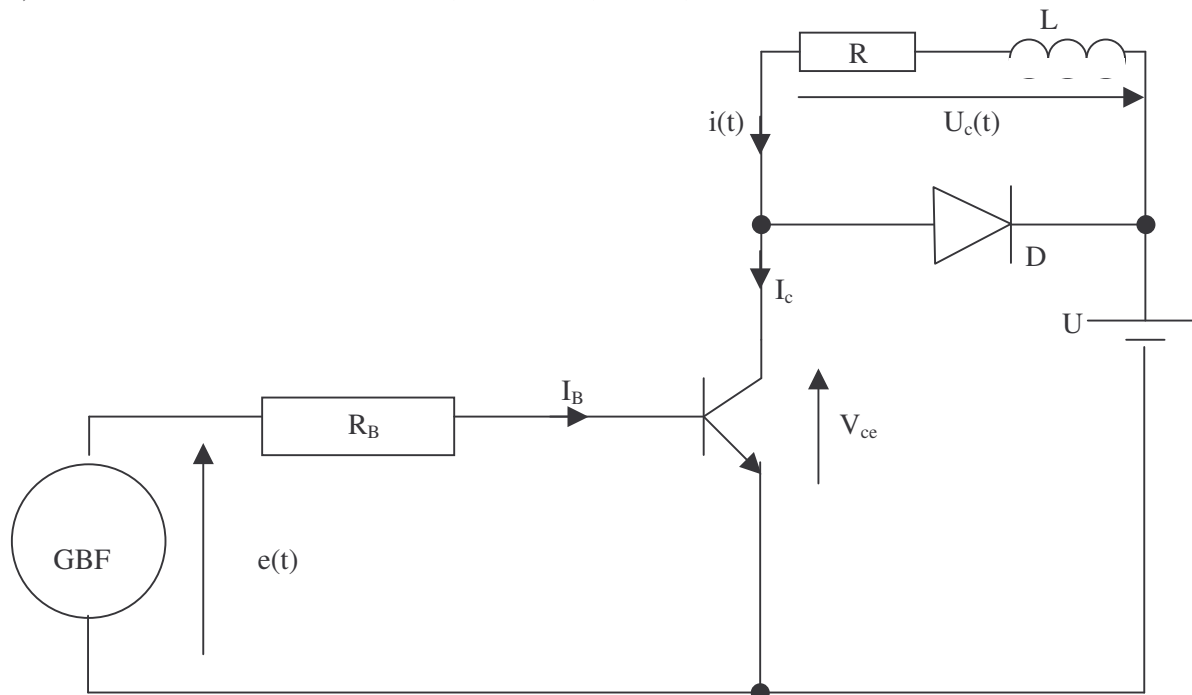 L
R
i(t)
U_c(t)
D
I_c
U
I_B
R_B
V_ce
GBF
e(t)